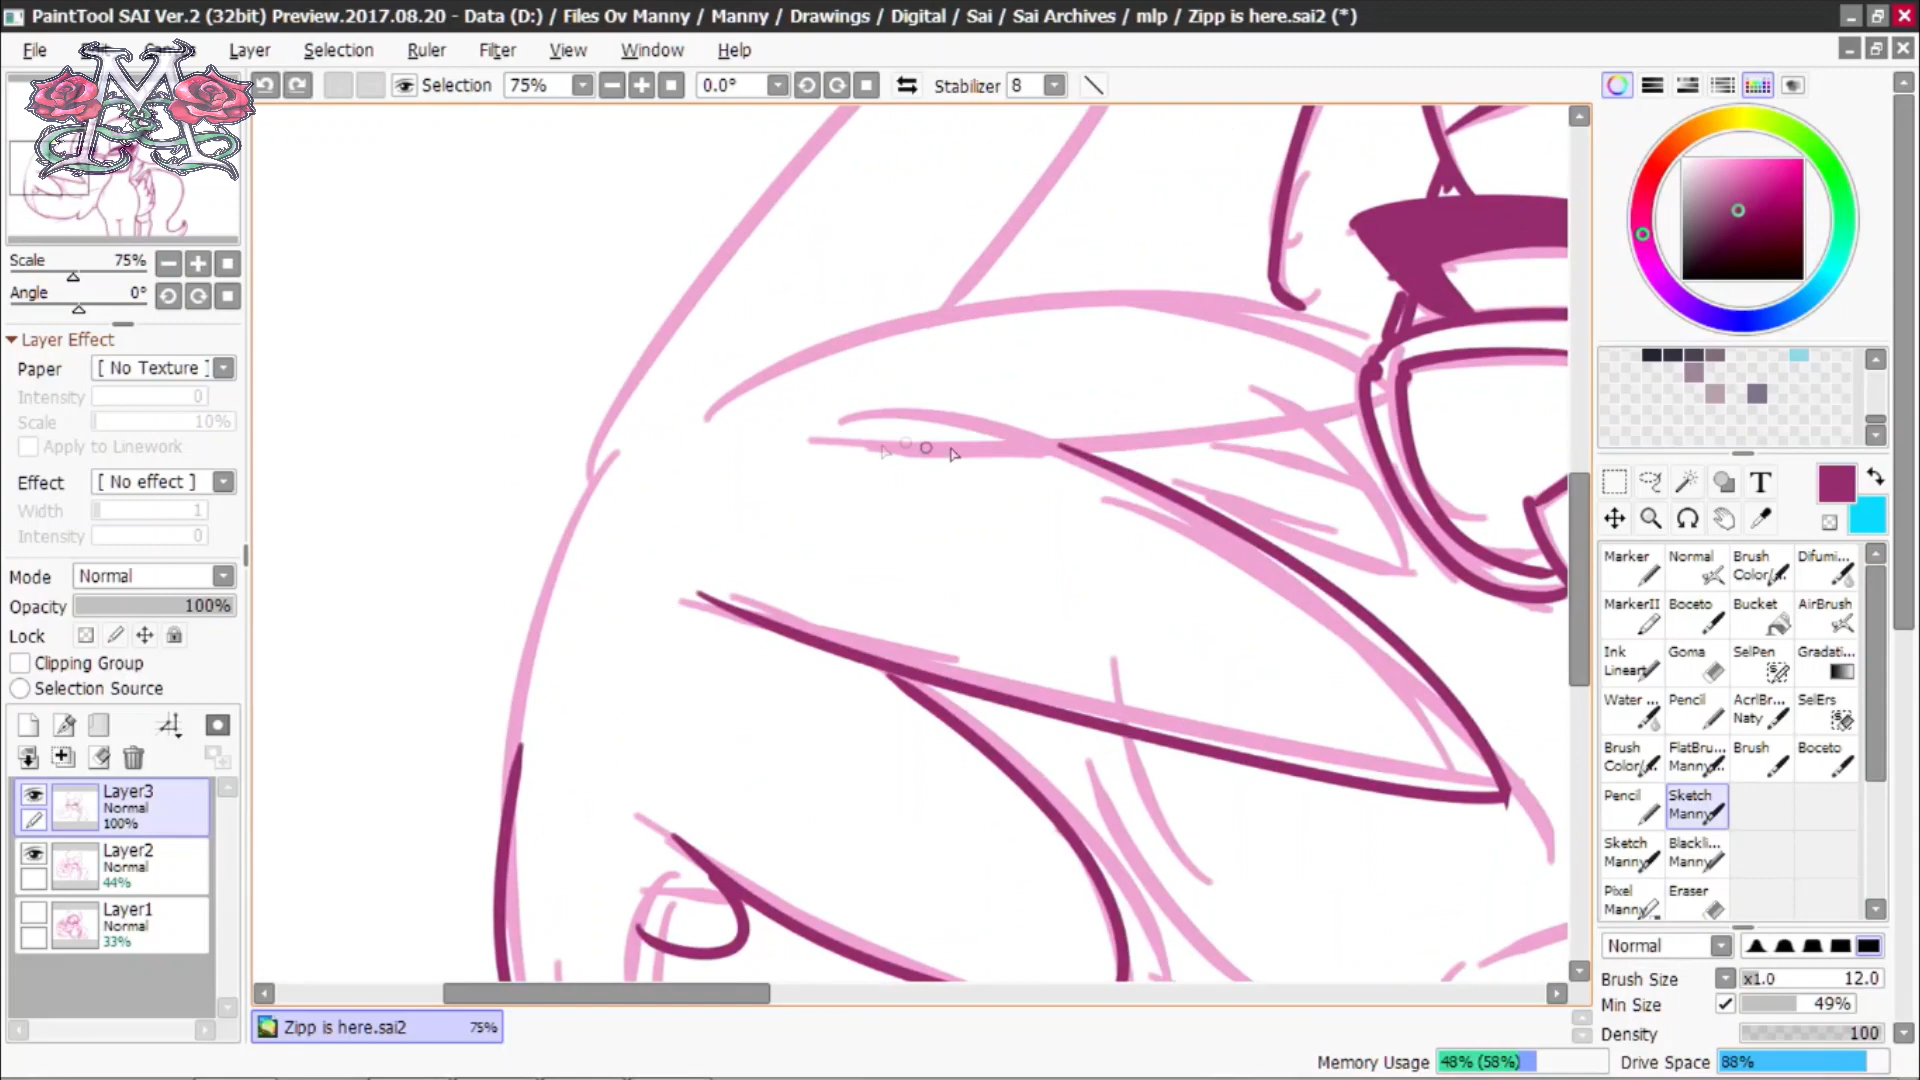 PaintTool SAI Ver.2 (32bit) Preview.2017.08.20 - Data (D:) / Files Ov Manny / Manny / Drawings / Digital / Sai / Sai Archives / mlp / Zipp is here.sai2 (*)
File Layer Selection Ruler Filter View Window Help
Selection 75% 0.0° Stabilizer 8
M
Scale 75%
Angle 0°
Layer Effect
Paper [ No Texture ]
Intensity 0
Scale 10%
Apply to Linework
Effect [ No effect ]
Width 1
Intensity 0
Mode Normal
Opacity 100%
Lock
Clipping Group
Selection Source
Layer3
Normal
100%
Layer2
Normal
44%
Layer1
Normal
33%
T
Marker Normal Brush Color/ Difumi...
MarkerII Boceto Bucket AirBrush
Ink Lineart Goma SelPen Gradati...
Water ... Pencil AcrlBr... Naty SelErs
Brush Color/ FlatBru... Manny Brush Boceto
Pencil Sketch Manny
Sketch Manny Blackli... Manny
Pixel Manny Eraser
Normal
Brush Size x1.0 12.0
Min Size 49%
Density 100
Zipp is here.sai2 75%
Memory Usage 48% (58%) Drive Space 88%